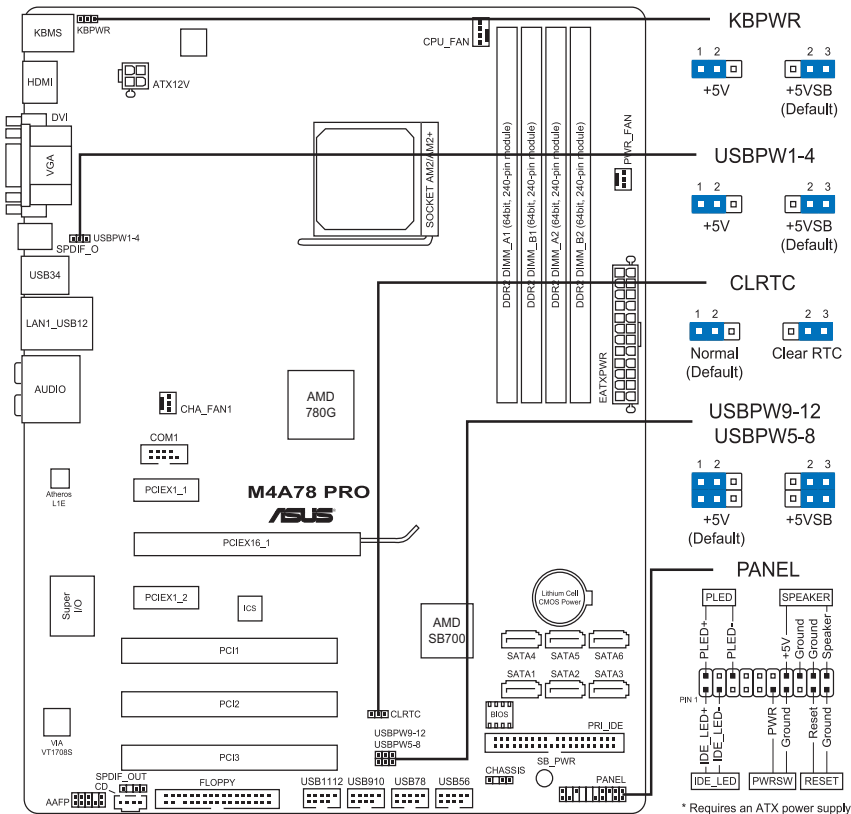 KBMS
KBPWR
CPU_FAN
KBPWR
HDMI
ATX12V
1 2
2 3
+5V
+5VSB
(Default)
DVI
VGA
SOCKET AM2/AM2+
DDR2 DIMM_A1 (64bit, 240-pin module)
DDR2 DIMM_B1 (64bit, 240-pin module)
DDR2 DIMM_A2 (64bit, 240-pin module)
DDR2 DIMM_B2 (64bit, 240-pin module)
PWR_FAN
USBPW1-4
1 2
2 3
+5V
+5VSB
(Default)
USBPW1-4
SPDIF_O
USB34
LAN1_USB12
AUDIO
EATXPWR
CLRTC
1 2
2 3
Normal
(Default)
Clear RTC
CHA_FAN1
AMD
780G
COM1
USBPW9-12
USBPW5-8
1 2
2 3
+5V
(Default)
+5VSB
Atheros
L1E
PCIEX1_1
M4A78 PRO
ASUS
PCIEX16_1
Super
I/O
PCIEX1_2
ICS
AMD
SB700
Lithium Cell
CMOS Power
PCI1
SATA4
SATA5
SATA6
SATA1
SATA2
SATA3
PCI2
CLRTC
BIOS
VIA
VT1708S
USBPW9-12
USBPW5-8
PRI_IDE
PCI3
SPDIF_OUT
CD
AAFP
FLOPPY
USB1112
USB910
USB78
USB56
CHASSIS
SB_PWR
PANEL
PANEL
PLED
SPEAKER
PLED+
PLED-
+5V
Ground
Ground
Speaker
PIN 1
IDE_LED+
IDE_LED-
PWR
Ground
Reset
Ground
IDE_LED
PWRSW
RESET
* Requires an ATX power supply